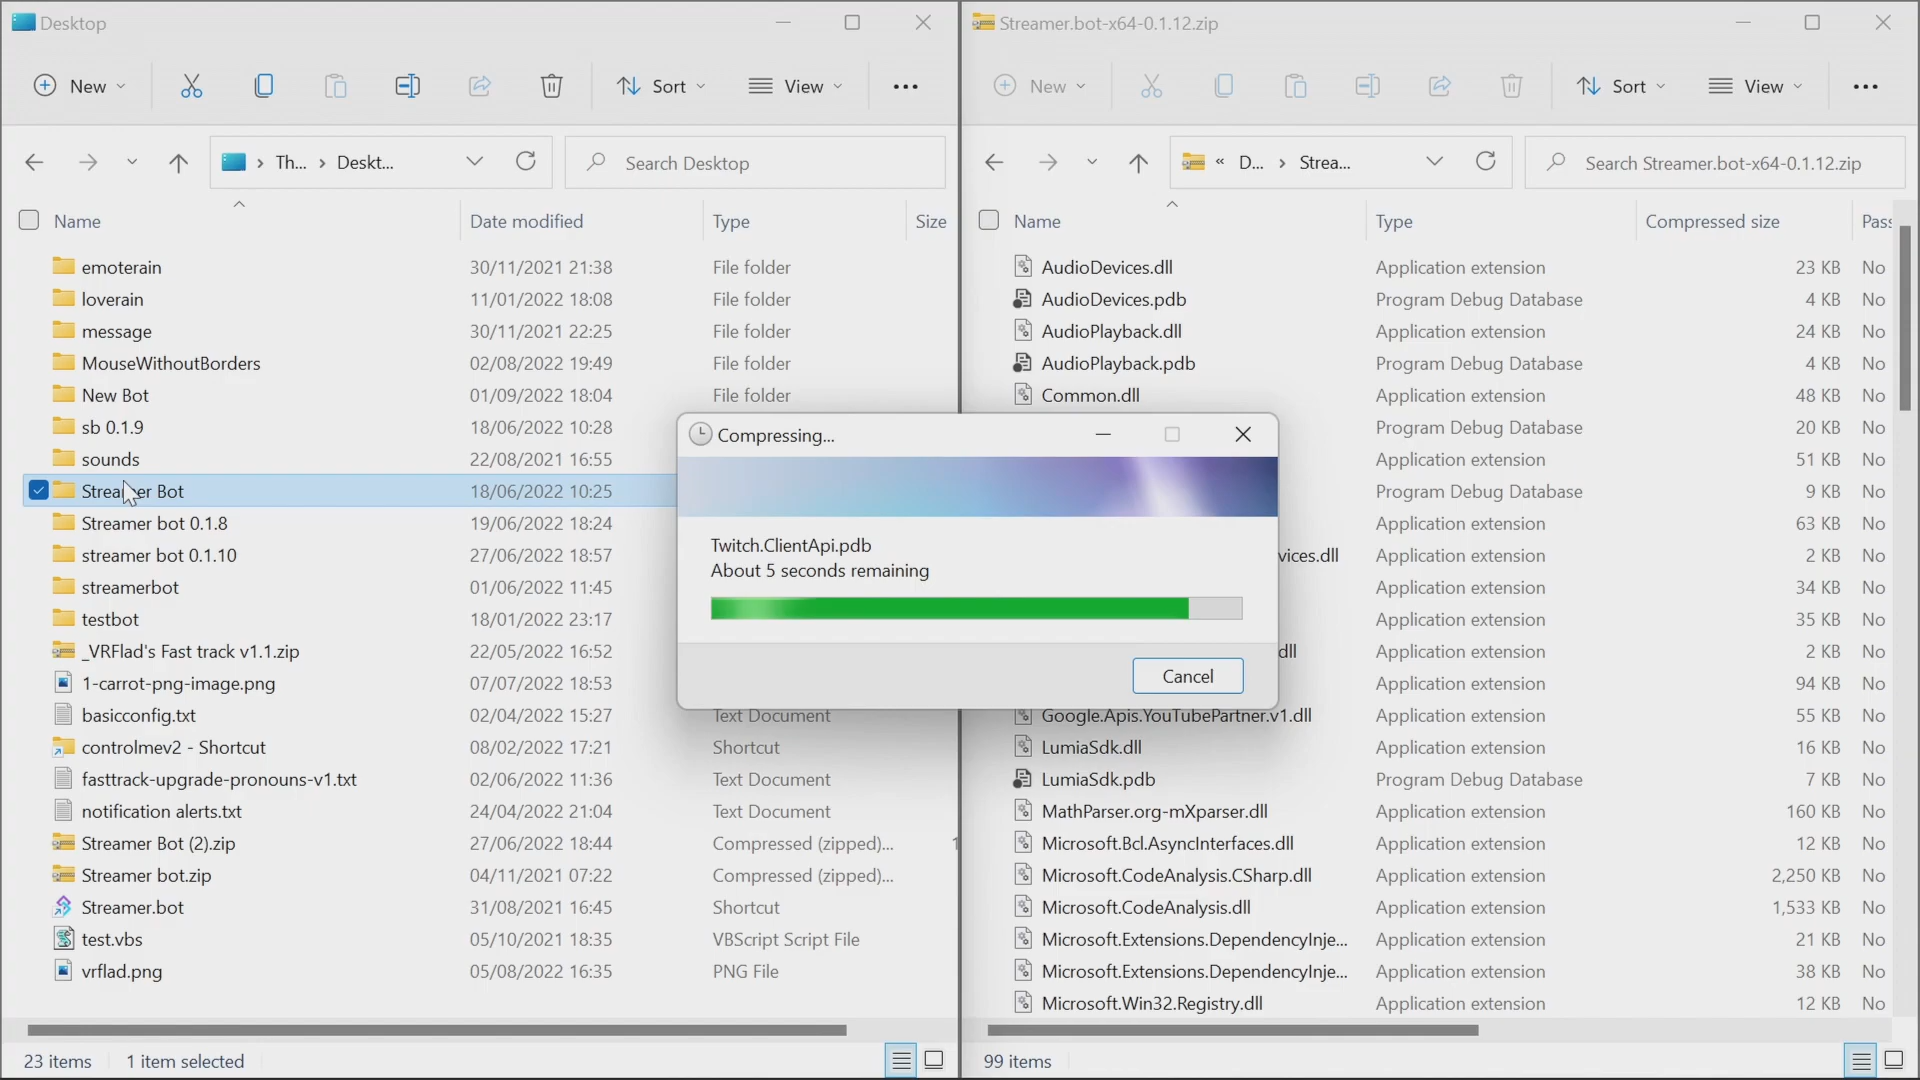 Desktop
New
Sort
View
Th...
Deskt...
Search Desktop
Name
Date modified
Type
Size
emoterain 30/11/2021 21:38 File folder
loverain 11/01/2022 18:08 File folder
message 30/11/2021 22:25 File folder
MouseWithoutBorders 02/08/2022 19:49 File folder
New Bot 01/09/2022 18:04 File folder
sb 0.1.9 18/06/2022 10:28
sounds 22/08/2021 16:55
Streamer Bot 18/06/2022 10:25
Streamer bot 0.1.8 19/06/2022 18:24
streamer bot 0.1.10 27/06/2022 18:57
streamerbot 01/06/2022 11:45
testbot 18/01/2022 23:17
_VRFlad's Fast track v1.1.zip 22/05/2022 16:52
1-carrot-png-image.png 07/07/2022 18:53
basicconfig.txt 02/04/2022 15:27 Text Document
controlmev2 - Shortcut 08/02/2022 17:21 Shortcut
fasttrack-upgrade-pronouns-v1.txt 02/06/2022 11:36 Text Document
notification alerts.txt 24/04/2022 21:04 Text Document
Streamer Bot (2).zip 27/06/2022 18:44 Compressed (zipped)... 1
Streamer bot.zip 04/11/2021 07:22 Compressed (zipped)...
Streamer.bot 31/08/2021 16:45 Shortcut
test.vbs 05/10/2021 18:35 VBScript Script File
vrflad.png 05/08/2022 16:35 PNG File
23 items 1 item selected
Compressing...
Twitch.ClientApi.pdb
About 5 seconds remaining
Cancel
Streamer.bot-x64-0.1.12.zip
New
Sort
View
« D... Strea...
Search Streamer.bot-x64-0.1.12.zip
Name
Type
Compressed size
Pass
AudioDevices.dll Application extension 23 KB No
AudioDevices.pdb Program Debug Database 4 KB No
AudioPlayback.dll Application extension 24 KB No
AudioPlayback.pdb Program Debug Database 4 KB No
Common.dll Application extension 48 KB No
Program Debug Database 20 KB No
Application extension 51 KB No
Program Debug Database 9 KB No
Application extension 63 KB No
vices.dll Application extension 2 KB No
Application extension 34 KB No
Application extension 35 KB No
dll Application extension 2 KB No
Application extension 94 KB No
Google.Apis.YouTubePartner.v1.dll Application extension 55 KB No
LumiaSdk.dll Application extension 16 KB No
LumiaSdk.pdb Program Debug Database 7 KB No
MathParser.org-mXparser.dll Application extension 160 KB No
Microsoft.Bcl.AsyncInterfaces.dll Application extension 12 KB No
Microsoft.CodeAnalysis.CSharp.dll Application extension 2,250 KB No
Microsoft.CodeAnalysis.dll Application extension 1,533 KB No
Microsoft.Extensions.DependencyInje... Application extension 21 KB No
Microsoft.Extensions.DependencyInje... Application extension 38 KB No
Microsoft.Win32.Registry.dll Application extension 12 KB No
99 items